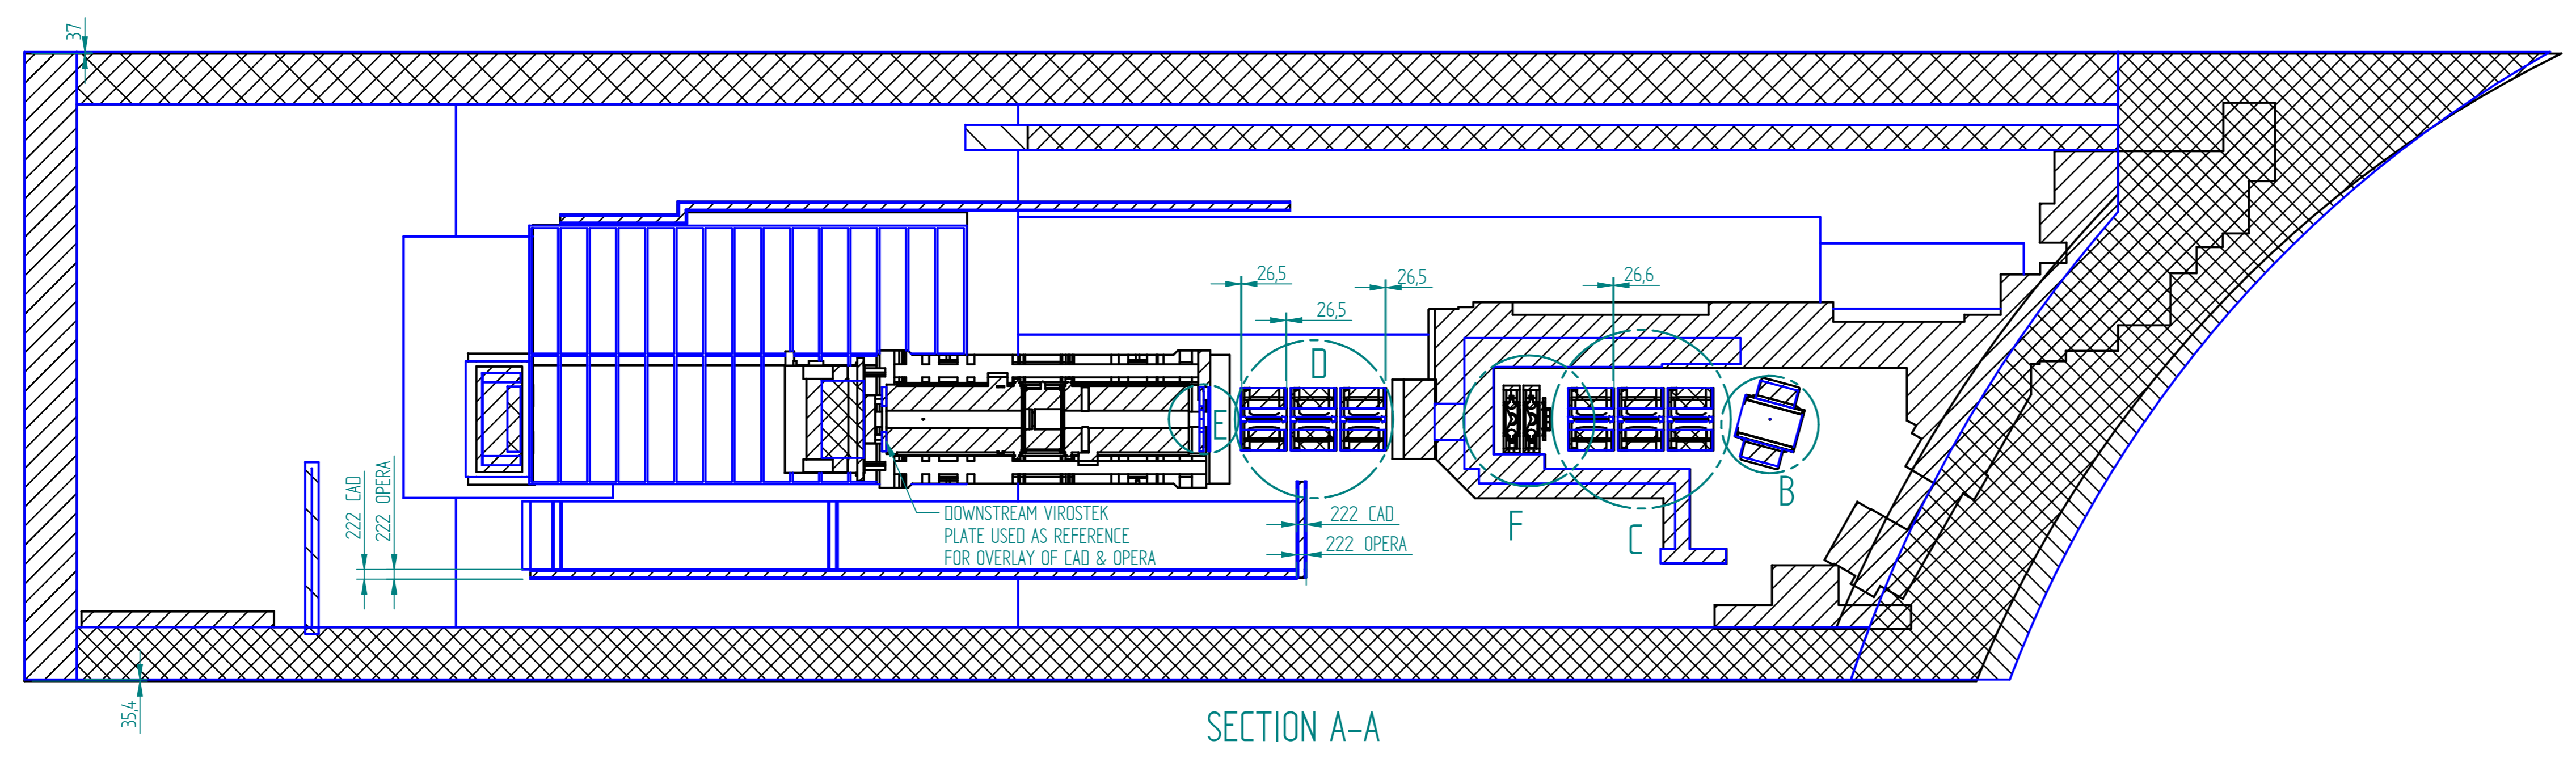 37
26,5
26,5
26,5
26,6
D
E
B
F
C
222 CAD
222 OPERA
DOWNSTREAM VIROSTEK
PLATE USED AS REFERENCE
FOR OVERLAY OF CAD & OPERA
222 CAD
222 OPERA
35,4
SECTION A-A